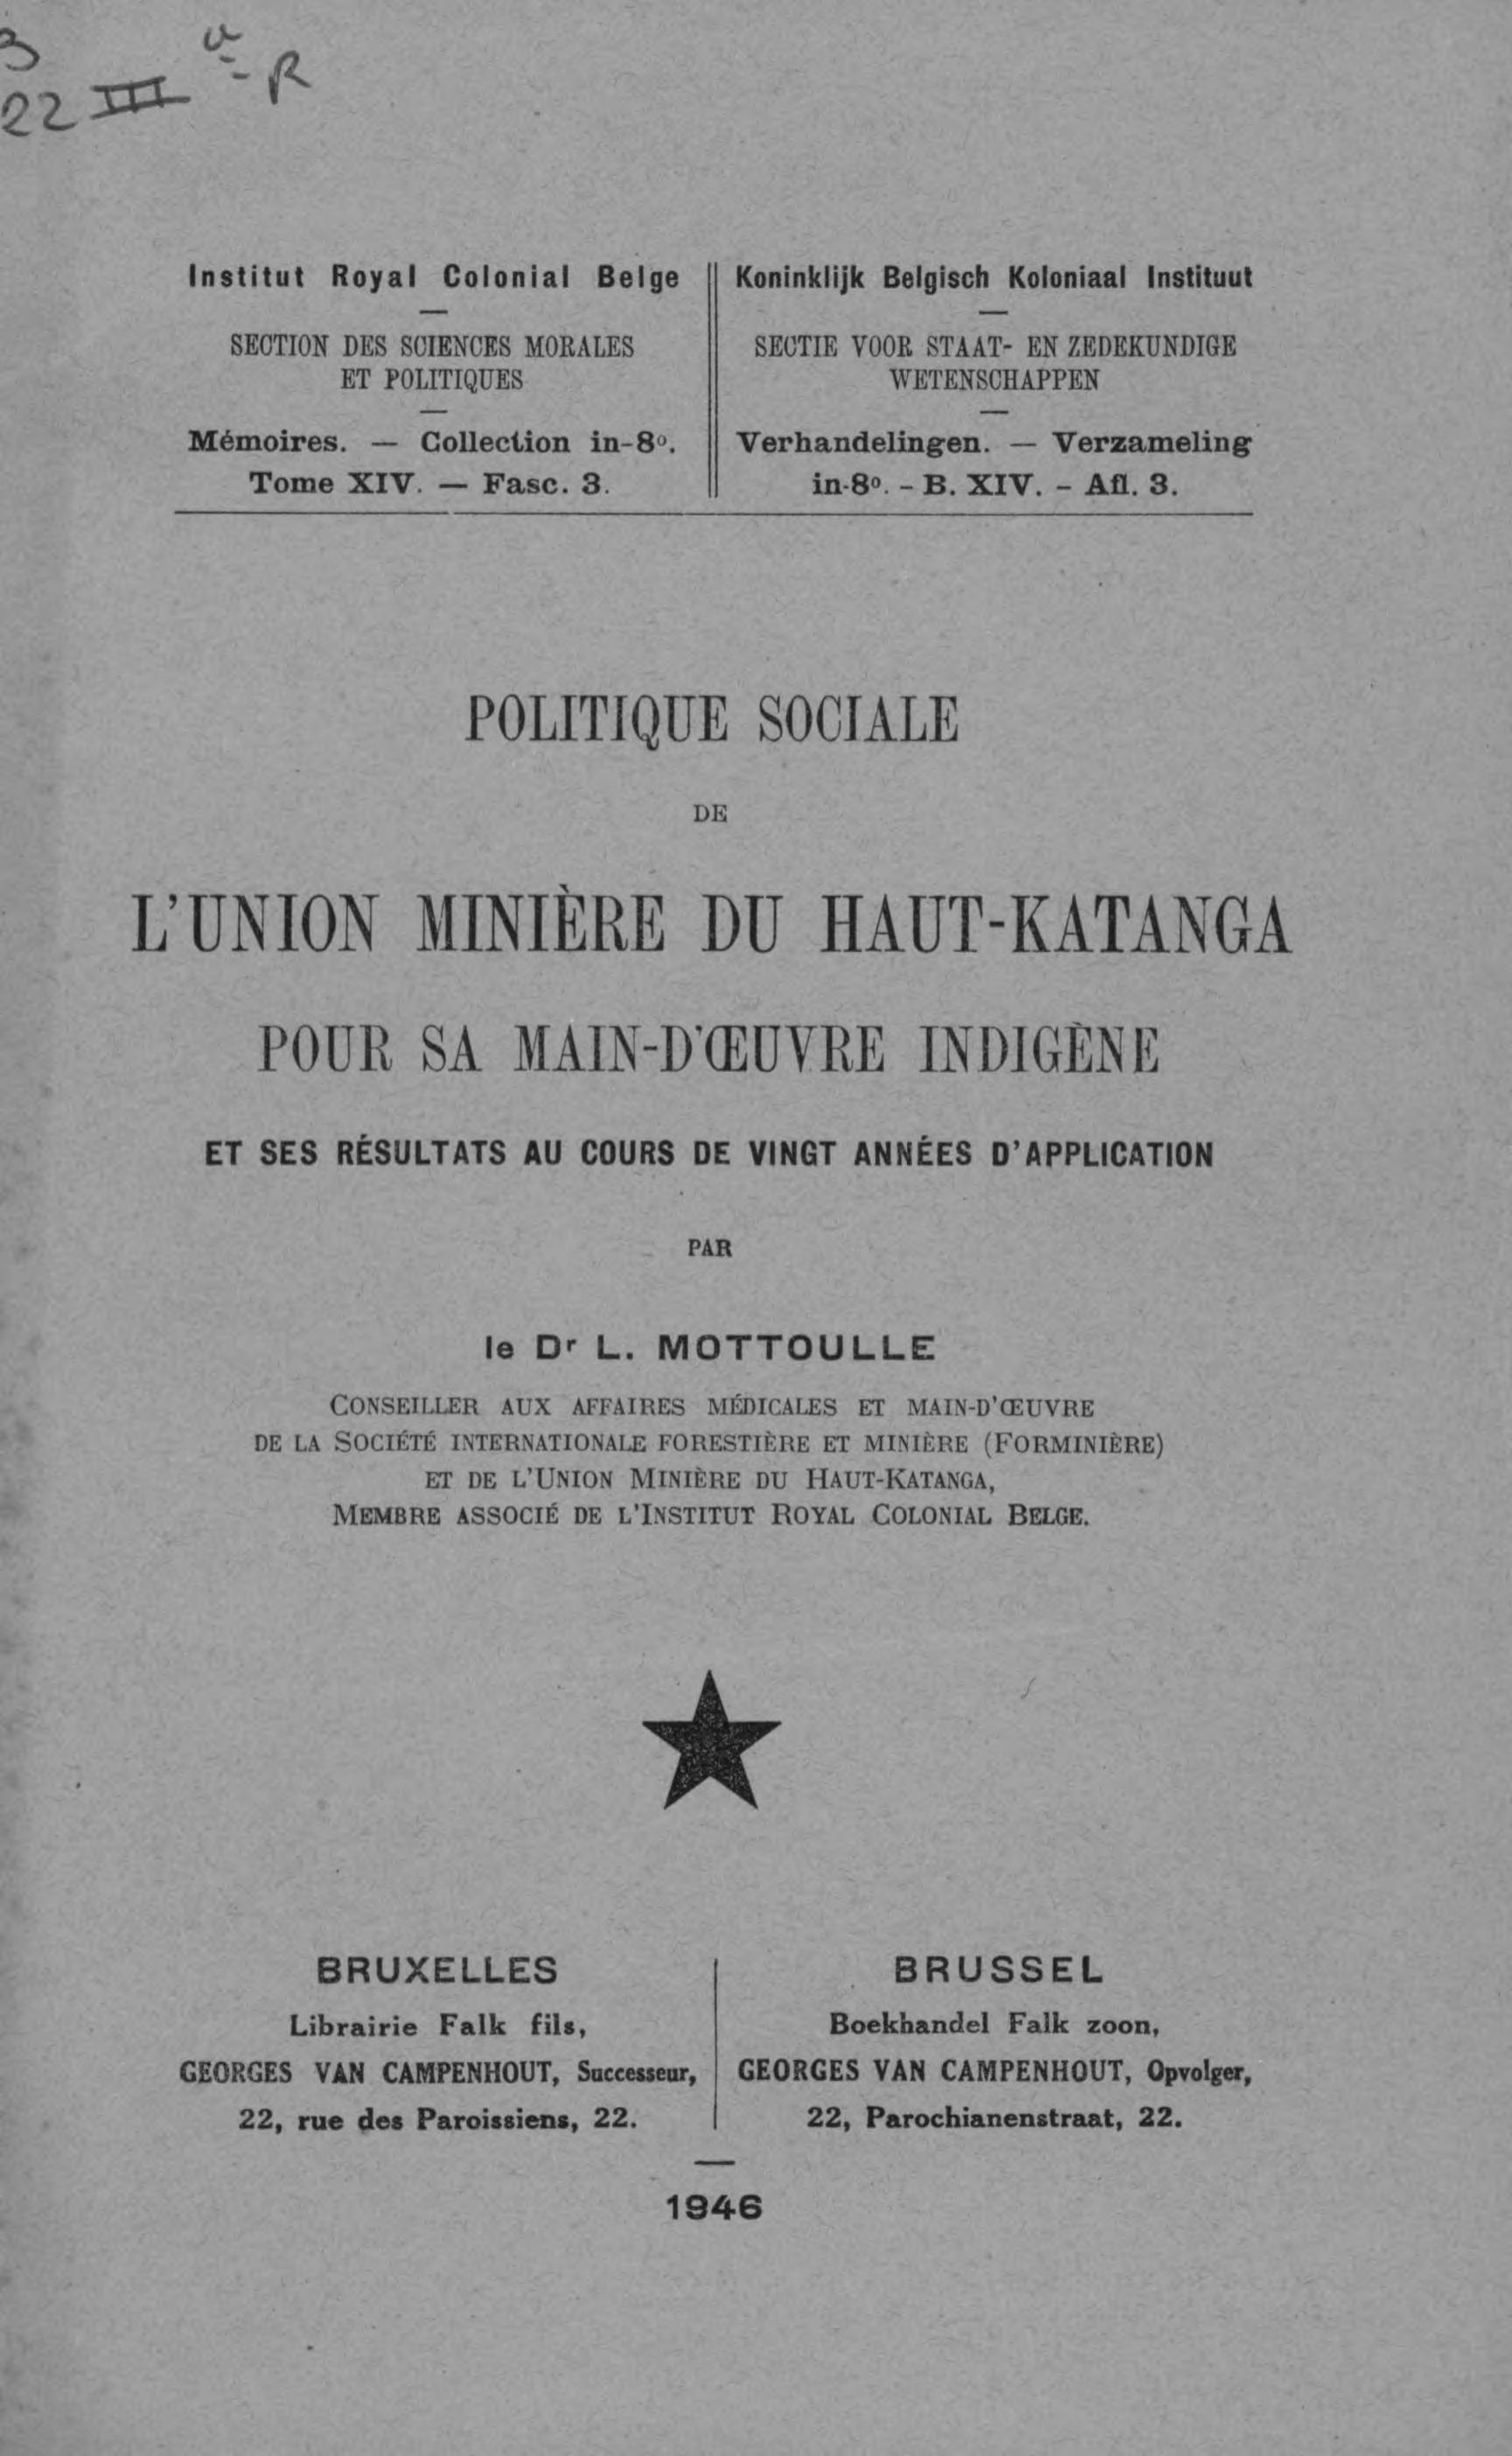 22 III a - R
Institut Royal Colonial Belge
SECTION DES SCIENCES MORALES
ET POLITIQUES
Mémoires. — Collection in-8º.
Tome XIV. — Fasc. 3.
Koninklijk Belgisch Koloniaal Instituut
SECTIE VOOR STAAT- EN ZEDEKUNDIGE
WETENSCHAPPEN
Verhandelingen. — Verzameling
in-8º. - B. XIV. - Afl. 3.
POLITIQUE SOCIALE
DE
L'UNION MINIÈRE DU HAUT-KATANGA
POUR SA MAIN-D'ŒUVRE INDIGÈNE
ET SES RÉSULTATS AU COURS DE VINGT ANNÉES D'APPLICATION
PAR
le Dr L. MOTTOULLE
CONSEILLER AUX AFFAIRES MÉDICALES ET MAIN-D'ŒUVRE
DE LA SOCIÉTÉ INTERNATIONALE FORESTIÈRE ET MINIÈRE (FORMINIÈRE)
ET DE L'UNION MINIÈRE DU HAUT-KATANGA,
MEMBRE ASSOCIÉ DE L'INSTITUT ROYAL COLONIAL BELGE.
BRUXELLES
Librairie Falk fils,
GEORGES VAN CAMPENHOUT, Successeur,
22, rue des Paroissiens, 22.
BRUSSEL
Boekhandel Falk zoon,
GEORGES VAN CAMPENHOUT, Opvolger,
22, Parochianenstraat, 22.
1946